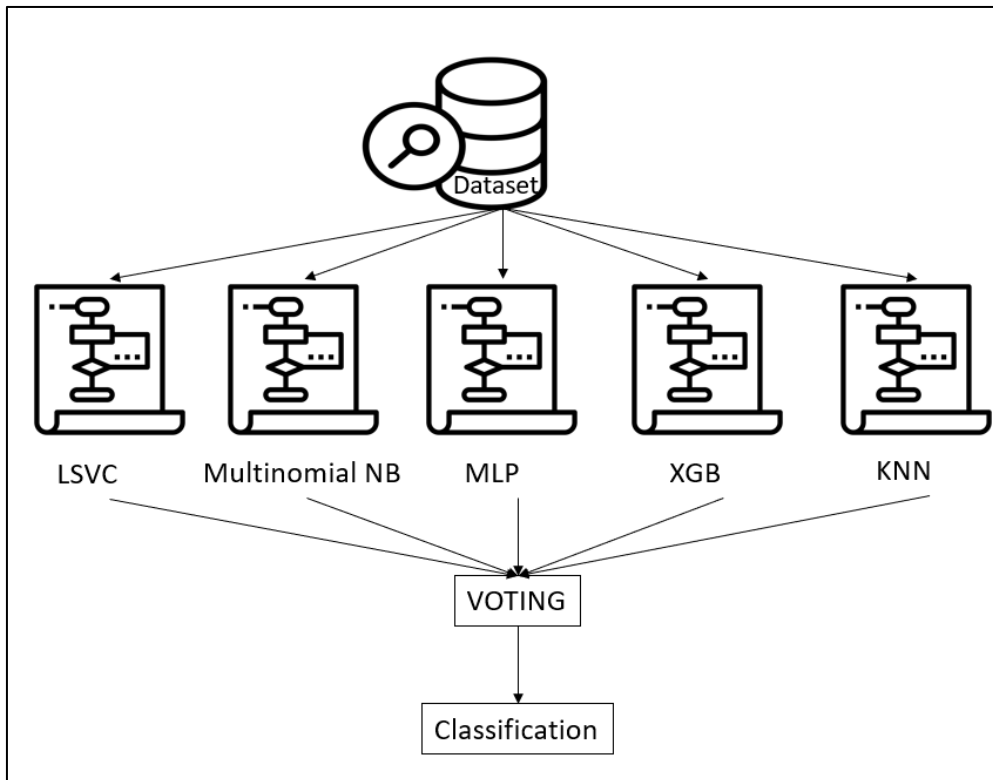 Dataset
LSVC
Multinomial NB
MLP
XGB
KNN
VOTING
Classification